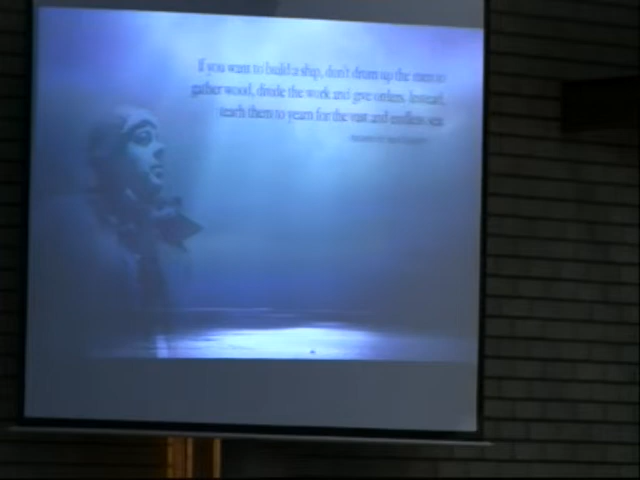 If you want to build a ship, don't drum up the men to
gather wood, divide the work and give orders. Instead,
teach them to yearn for the vast and endless sea.